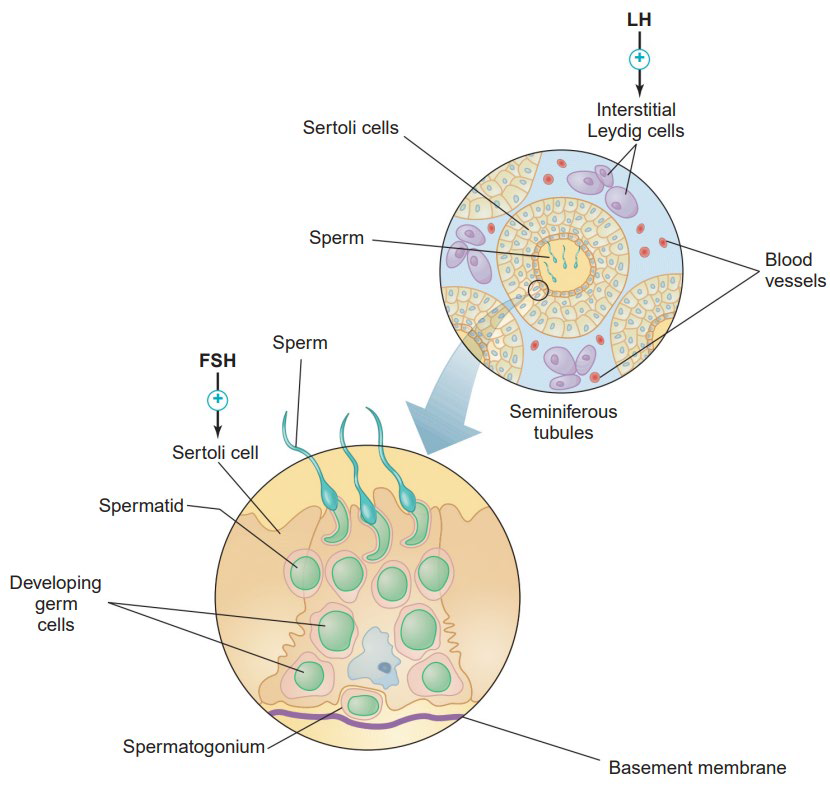 LH
+
Interstitial
Leydig cells
Sertoli cells
Sperm
Blood
vessels
Seminiferous
tubules
Sperm
FSH
+
Sertoli cell
Spermatid
Developing
germ
cells
Spermatogonium
Basement membrane